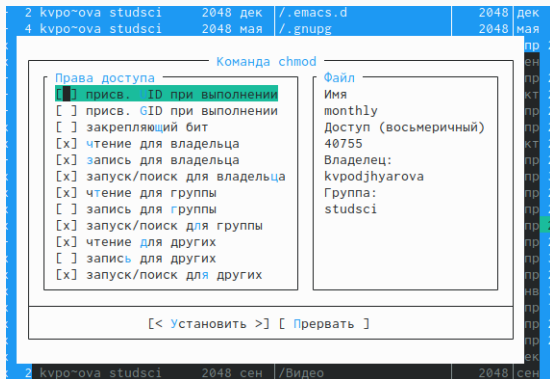 2 kvpo~ova studsci 2048 дек /.emacs.d 2048 дек
4 kvpo~ova studsci 2048 мая /.gnupg 2048 мая
Команда chmod
Права доступа
Файл
[ ] присв. ID при выполнении
Имя
[ ] присв. GID при выполнении
monthly
[ ] закрепляющий бит
Доступ (восьмеричный)
[x] чтение для владельца
40755
[x] запись для владельца
Владелец:
[x] запуск/поиск для владельца
kvpodjhyarova
[x] чтение для группы
Группа:
[ ] запись для группы
studsci
[x] запуск/поиск для группы
[x] чтение для других
[ ] запись для других
[x] запуск/поиск для других
[< Установить >] [ Прервать ]
2 kvpo~ova studsci 2048 сен /Видео 2048 сен